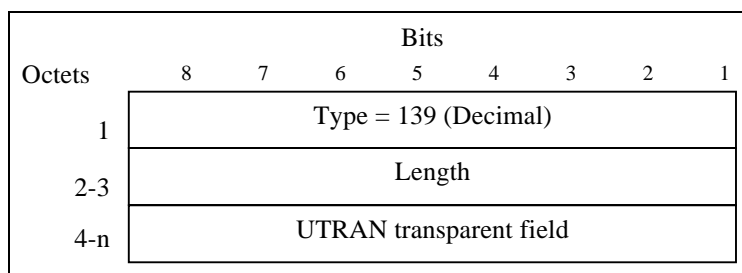 Bits
Octets 8 7 6 5 4 3 2 1
1 Type = 139 (Decimal)
2-3 Length
4-n UTRAN transparent field